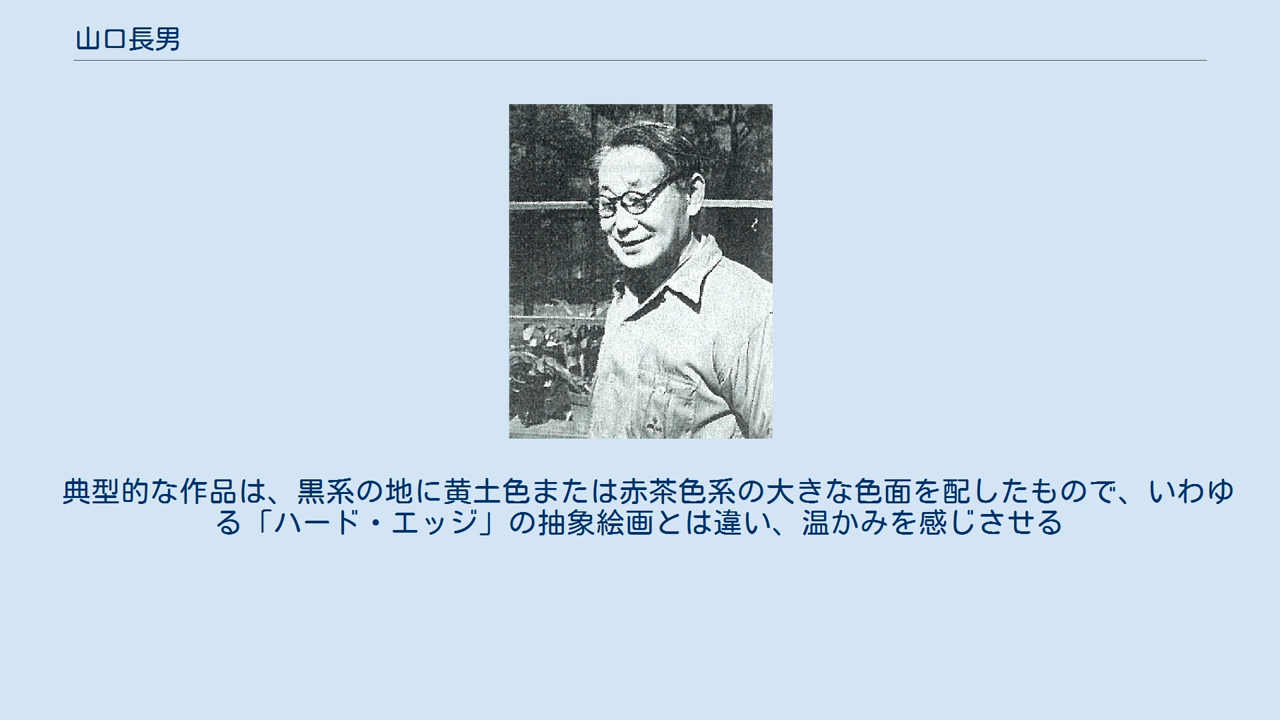 山口長男
典型的な作品は、黒系の地に黄土色または赤茶色系の大きな色面を配したもので、いわゆ
る「ハード・エッジ」の抽象絵画とは違い、温かみを感じさせる